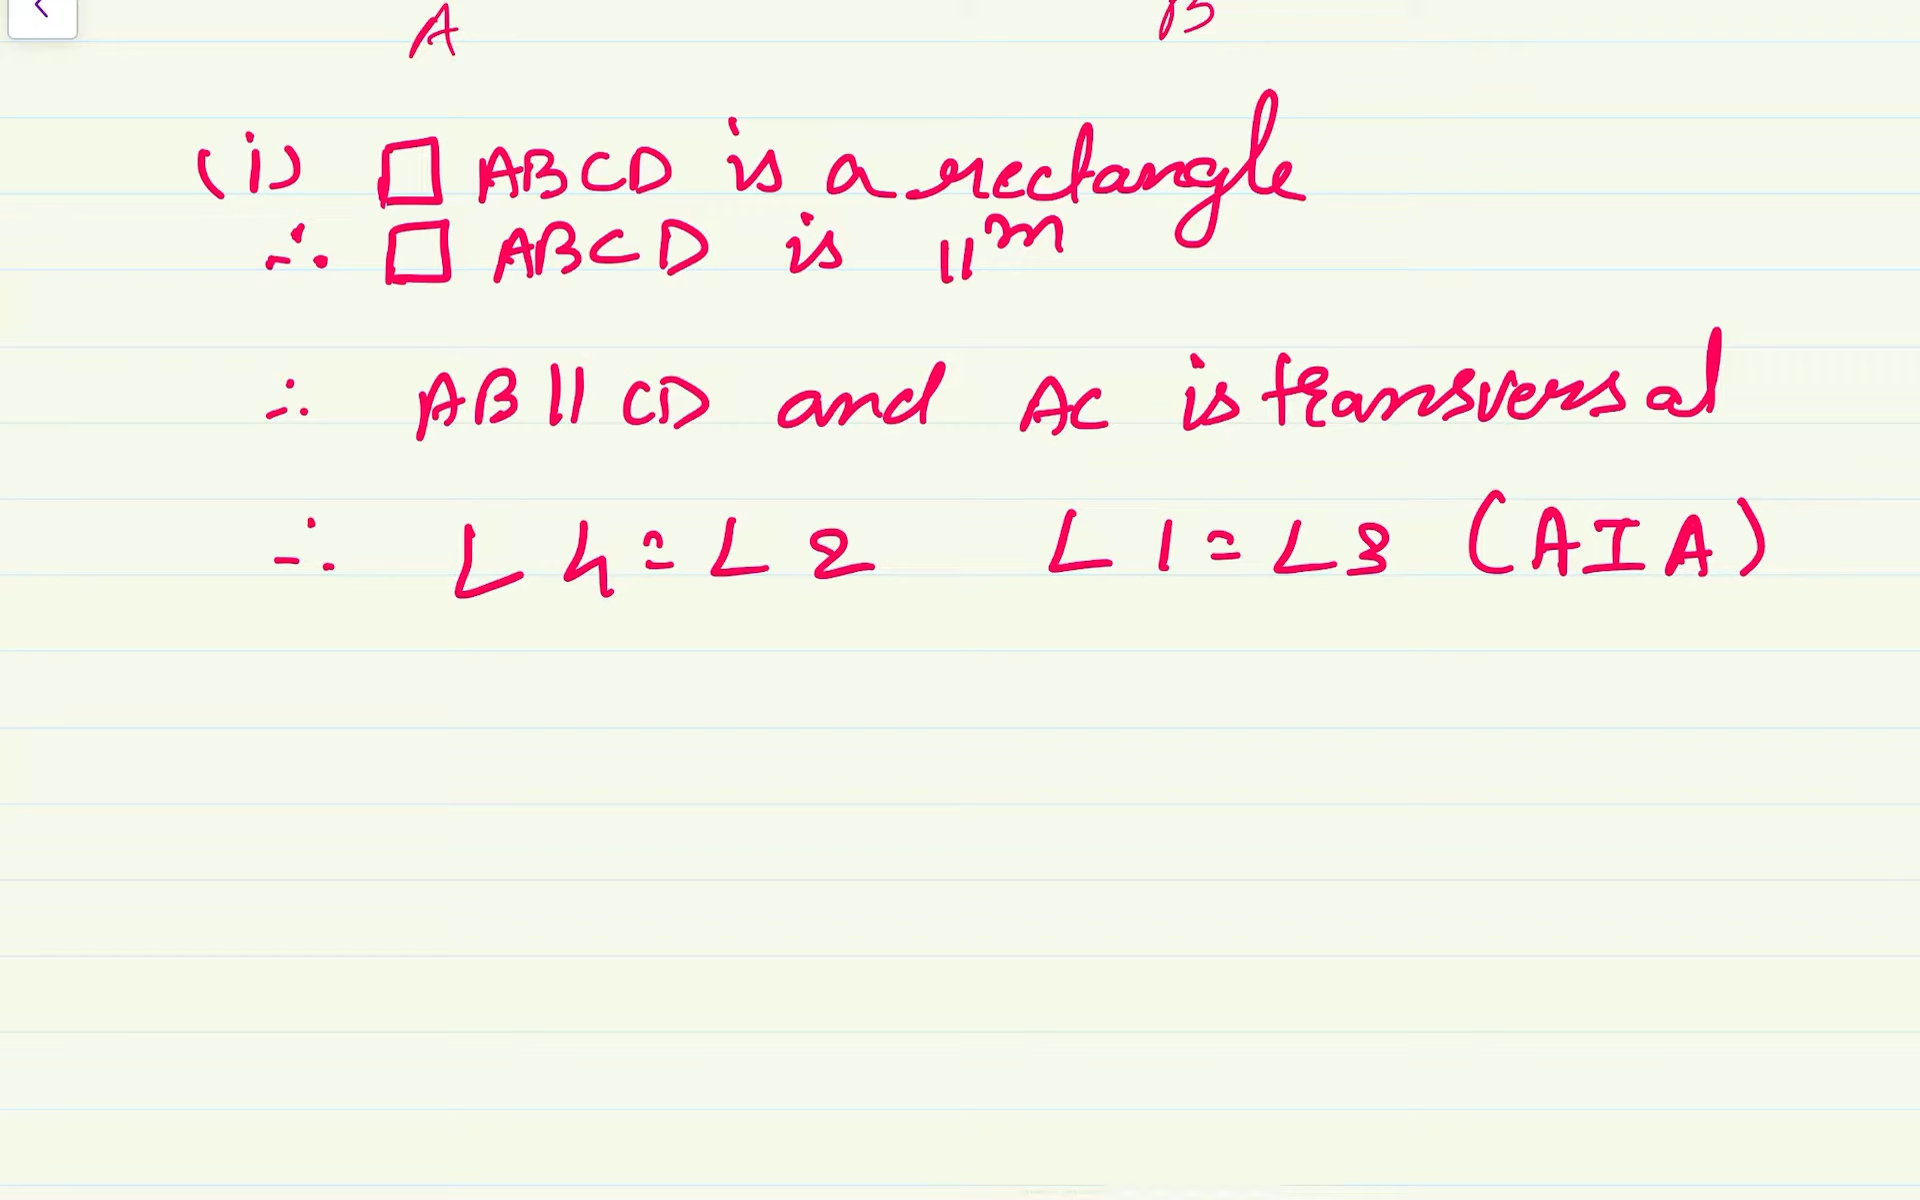 A B
(i) □ ABCD is a rectangle
∴ □ ABCD is ||m
∴ AB || CD and AC is transversal
∴ ∠4 = ∠2 ∠1 = ∠3 (AIA)